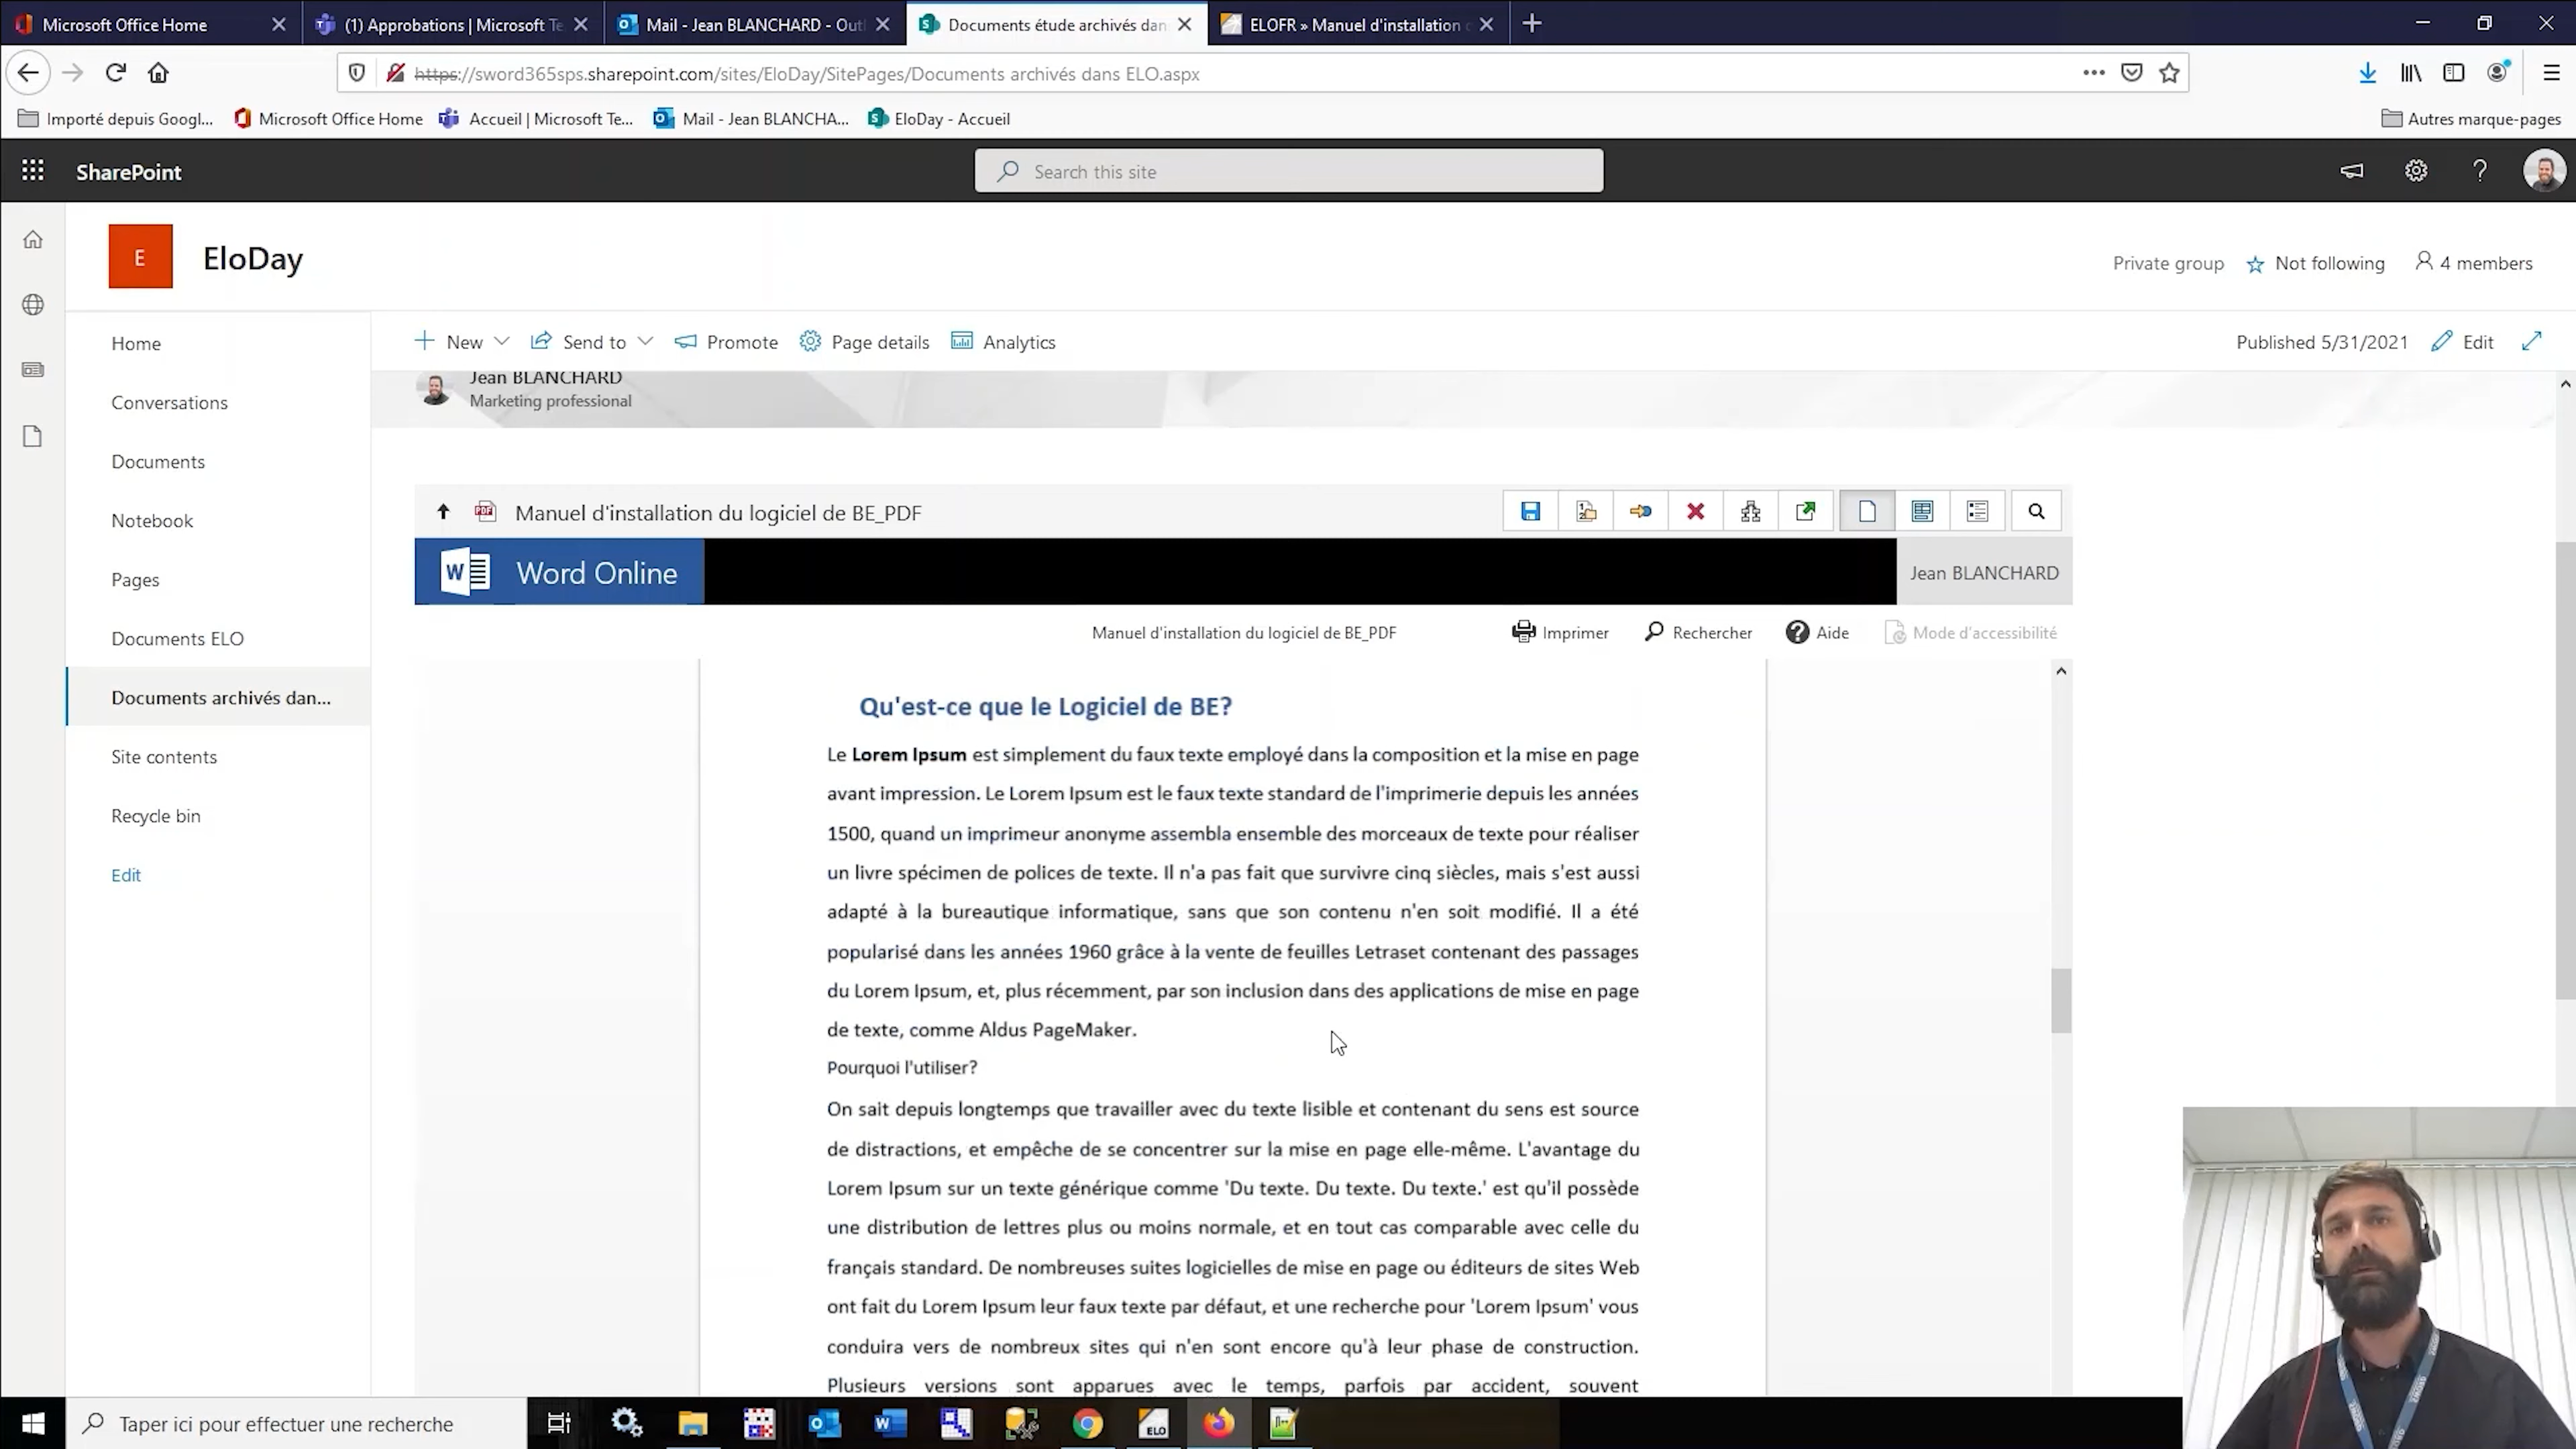 Microsoft Office Home
(1) Approbations | Microsoft Te
Mail - Jean BLANCHARD - Outl
Documents étude archivés dan
ELOFR » Manuel d'installation
https://sword365sps.sharepoint.com/sites/EloDay/SitePages/Documents archivés dans ELO.aspx
Importé depuis Googl...
Microsoft Office Home
Accueil | Microsoft Te...
Mail - Jean BLANCHA...
EloDay - Accueil
Autres marque-pages
SharePoint
Search this site
E
EloDay
Private group
Not following
4 members
Home
Conversations
Documents
Notebook
Pages
Documents ELO
Documents archivés dan...
Site contents
Recycle bin
Edit
New
Send to
Promote
Page details
Analytics
Published 5/31/2021
Edit
Jean BLANCHARD
Marketing professional
PDF
Manuel d'installation du logiciel de BE_PDF
W
Word Online
Jean BLANCHARD
Manuel d'installation du logiciel de BE_PDF
Imprimer
Rechercher
Aide
Mode d'accessibilité
Qu'est-ce que le Logiciel de BE?
Le Lorem Ipsum est simplement du faux texte employé dans la composition et la mise en page
avant impression. Le Lorem Ipsum est le faux texte standard de l'imprimerie depuis les années
1500, quand un imprimeur anonyme assembla ensemble des morceaux de texte pour réaliser
un livre spécimen de polices de texte. Il n'a pas fait que survivre cinq siècles, mais s'est aussi
adapté à la bureautique informatique, sans que son contenu n'en soit modifié. Il a été
popularisé dans les années 1960 grâce à la vente de feuilles Letraset contenant des passages
du Lorem Ipsum, et, plus récemment, par son inclusion dans des applications de mise en page
de texte, comme Aldus PageMaker.
Pourquoi l'utiliser?
On sait depuis longtemps que travailler avec du texte lisible et contenant du sens est source
de distractions, et empêche de se concentrer sur la mise en page elle-même. L'avantage du
Lorem Ipsum sur un texte générique comme 'Du texte. Du texte. Du texte.' est qu'il possède
une distribution de lettres plus ou moins normale, et en tout cas comparable avec celle du
français standard. De nombreuses suites logicielles de mise en page ou éditeurs de sites Web
ont fait du Lorem Ipsum leur faux texte par défaut, et une recherche pour 'Lorem Ipsum' vous
conduira vers de nombreux sites qui n'en sont encore qu'à leur phase de construction.
Plusieurs versions sont apparues avec le temps, parfois par accident, souvent
Taper ici pour effectuer une recherche
ELO